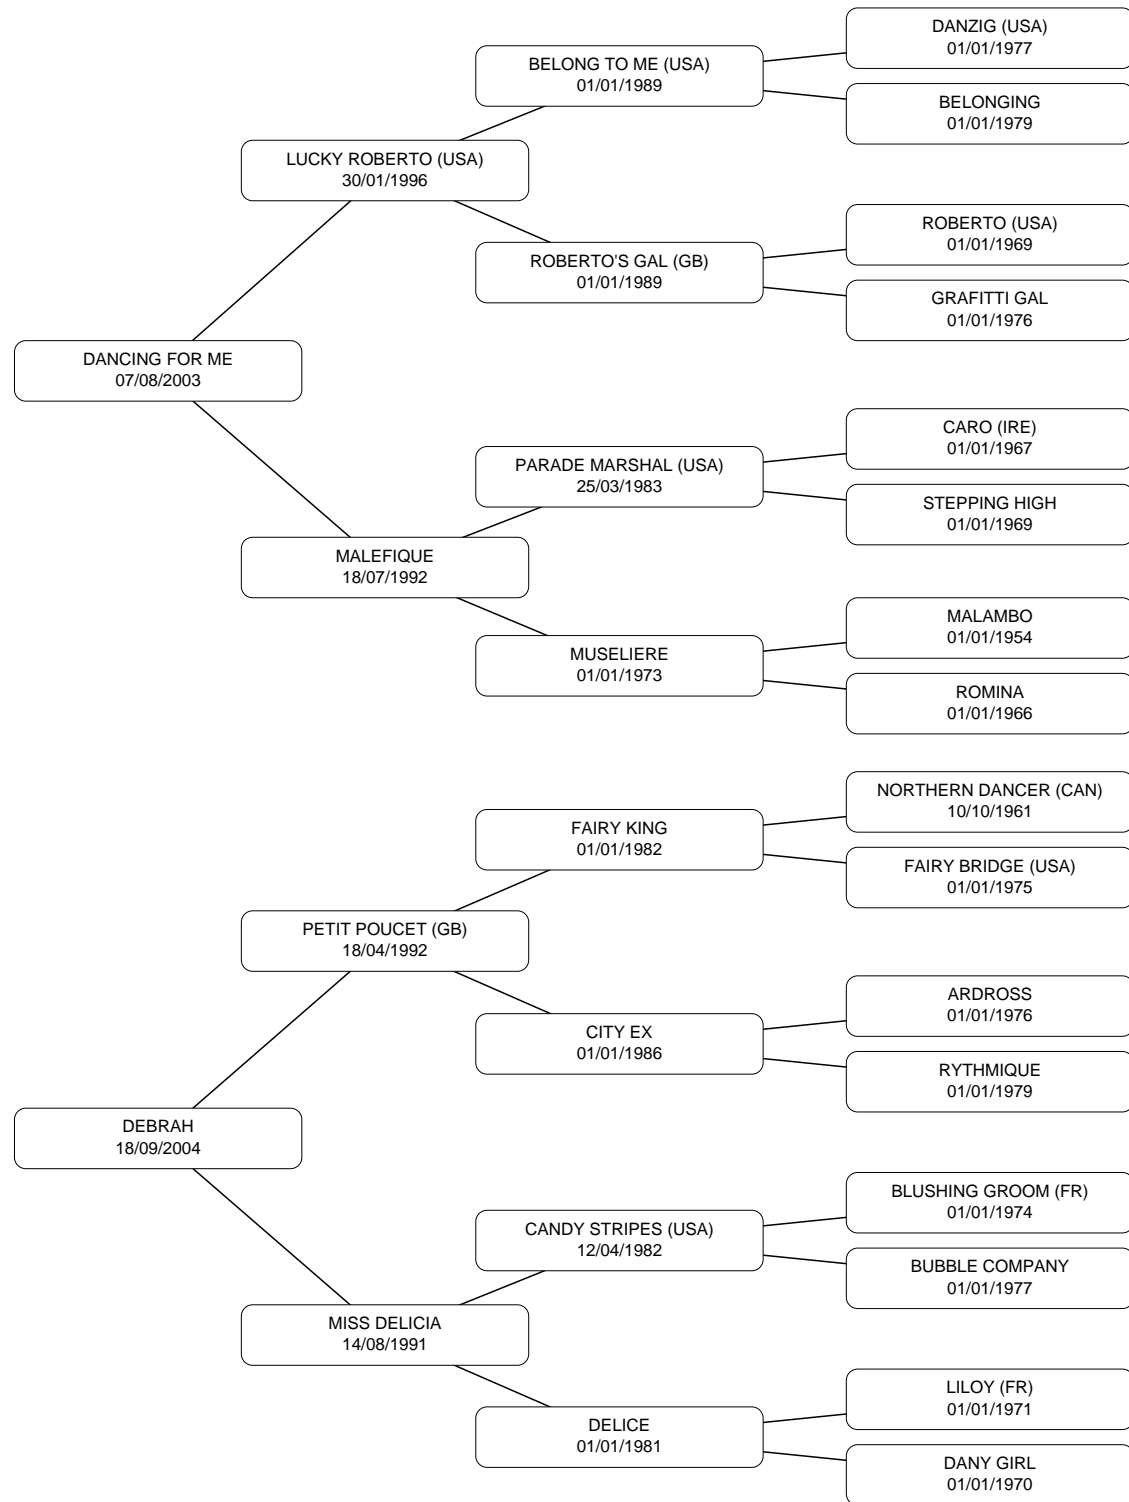 DANZIG (USA)
01/01/1977
BELONG TO ME (USA)
01/01/1989
BELONGING
01/01/1979
LUCKY ROBERTO (USA)
30/01/1996
ROBERTO (USA)
01/01/1969
ROBERTO'S GAL (GB)
01/01/1989
GRAFITTI GAL
01/01/1976
DANCING FOR ME
07/08/2003
CARO (IRE)
01/01/1967
PARADE MARSHAL (USA)
25/03/1983
STEPPING HIGH
01/01/1969
MALEFIQUE
18/07/1992
MALAMBO
01/01/1954
MUSELIERE
01/01/1973
ROMINA
01/01/1966
NORTHERN DANCER (CAN)
10/10/1961
FAIRY KING
01/01/1982
FAIRY BRIDGE (USA)
01/01/1975
PETIT POUCET (GB)
18/04/1992
ARDROSS
01/01/1976
CITY EX
01/01/1986
RYTHMIQUE
01/01/1979
DEBRAH
18/09/2004
BLUSHING GROOM (FR)
01/01/1974
CANDY STRIPES (USA)
12/04/1982
BUBBLE COMPANY
01/01/1977
MISS DELICIA
14/08/1991
LILOY (FR)
01/01/1971
DELICE
01/01/1981
DANY GIRL
01/01/1970